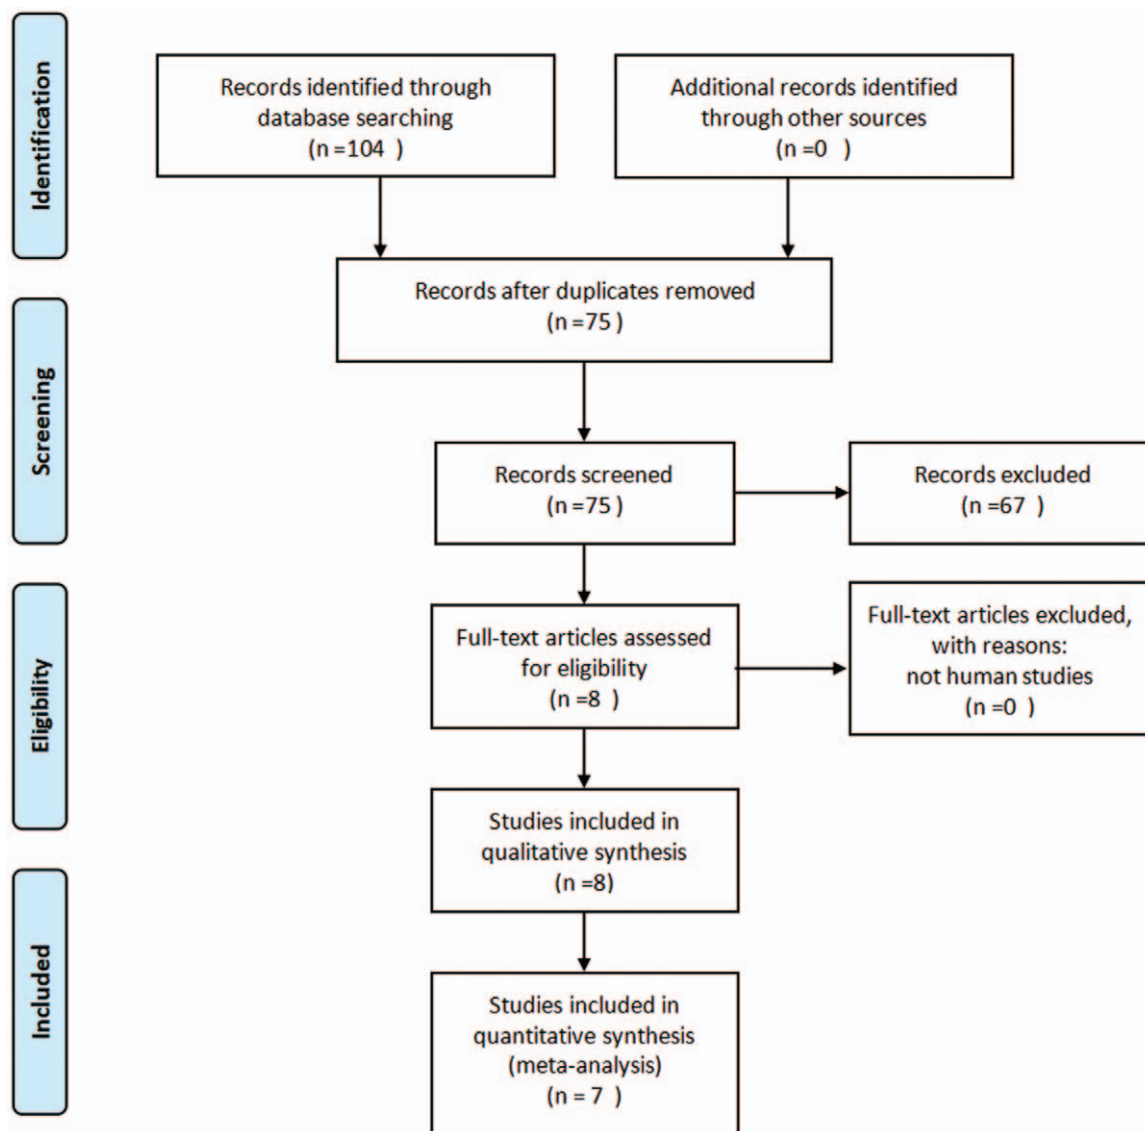 Identification
Records identified through
database searching
(n =104  )
Additional records identified
through other sources
(n =0  )
Records after duplicates removed
(n =75 )
Screening
Records screened
(n =75 )
Records excluded
(n =67  )
Eligibility
Full-text articles assessed
for eligibility
(n =8  )
Full-text articles excluded,
with reasons:
not human studies
(n =0  )
Studies included in
qualitative synthesis
(n =8)
Included
Studies included in
quantitative synthesis
(meta-analysis)
(n = 7  )